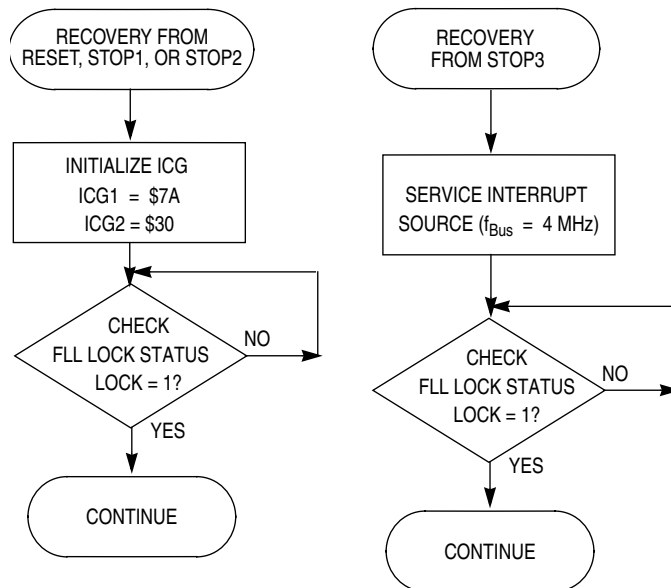 RECOVERY FROM
RESET, STOP1, OR STOP2
INITIALIZE ICG
ICG1 = $7A
ICG2 = $30
CHECK
FLL LOCK STATUS
LOCK = 1?
NO
YES
CONTINUE
RECOVERY
FROM STOP3
SERVICE INTERRUPT
SOURCE (fBus = 4 MHz)
CHECK
FLL LOCK STATUS
LOCK = 1?
NO
YES
CONTINUE